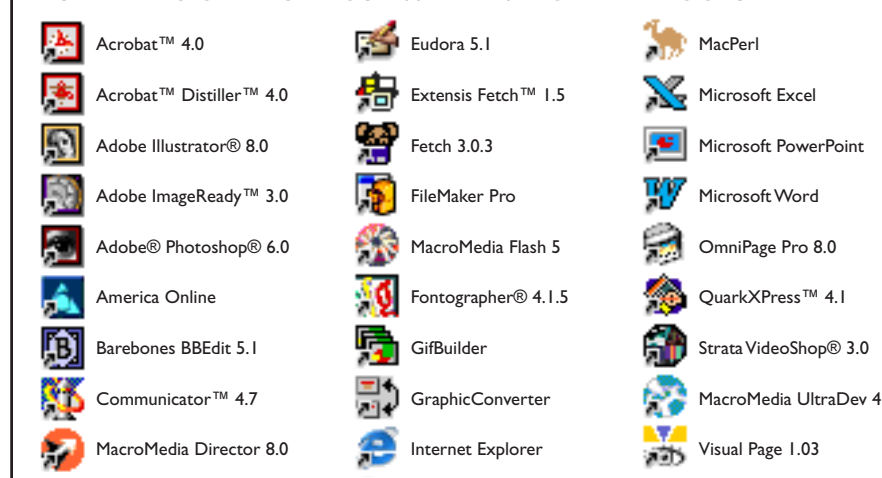 Acrobat™ 4.0
Acrobat™ Distiller™ 4.0
Adobe Illustrator® 8.0
Adobe ImageReady™ 3.0
Adobe® Photoshop® 6.0
America Online
Barebones BBEdit 5.1
Communicator™ 4.7
MacroMedia Director 8.0
Eudora 5.1
Extensis Fetch™ 1.5
Fetch 3.0.3
FileMaker Pro
MacroMedia Flash 5
Fontographer® 4.1.5
GifBuilder
GraphicConverter
Internet Explorer
MacPerl
Microsoft Excel
Microsoft PowerPoint
Microsoft Word
OmniPage Pro 8.0
QuarkXPress™ 4.1
Strata VideoShop® 3.0
MacroMedia UltraDev 4
Visual Page 1.03